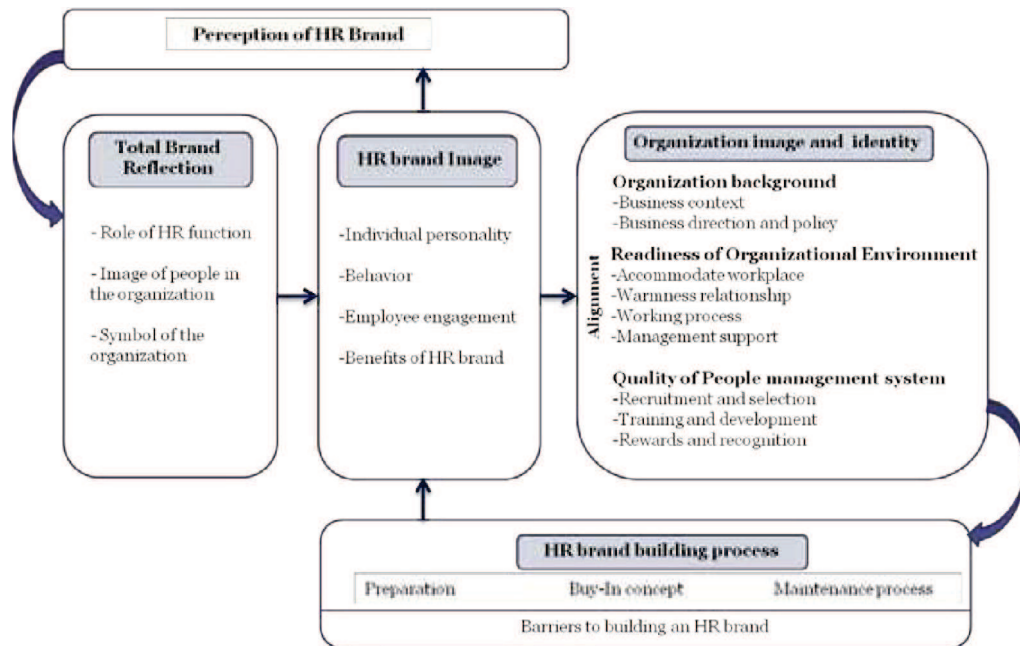 Perception of HR Brand
Total Brand
Reflection
- Role of HR function
- Image of people in
the organization
- Symbol of the
organization
HR brand Image
-Individual personality
-Behavior
-Employee engagement
-Benefits of HR brand
Organization image and identity
Alignment
Organization background
-Business context
-Business direction and policy
Readiness of Organizational Environment
-Accommodate workplace
-Warmness relationship
-Working process
-Management support
Quality of People management system
-Recruitment and selection
-Training and development
-Rewards and recognition
HR brand building process
Preparation Buy-In concept Maintenance process
Barriers to building an HR brand